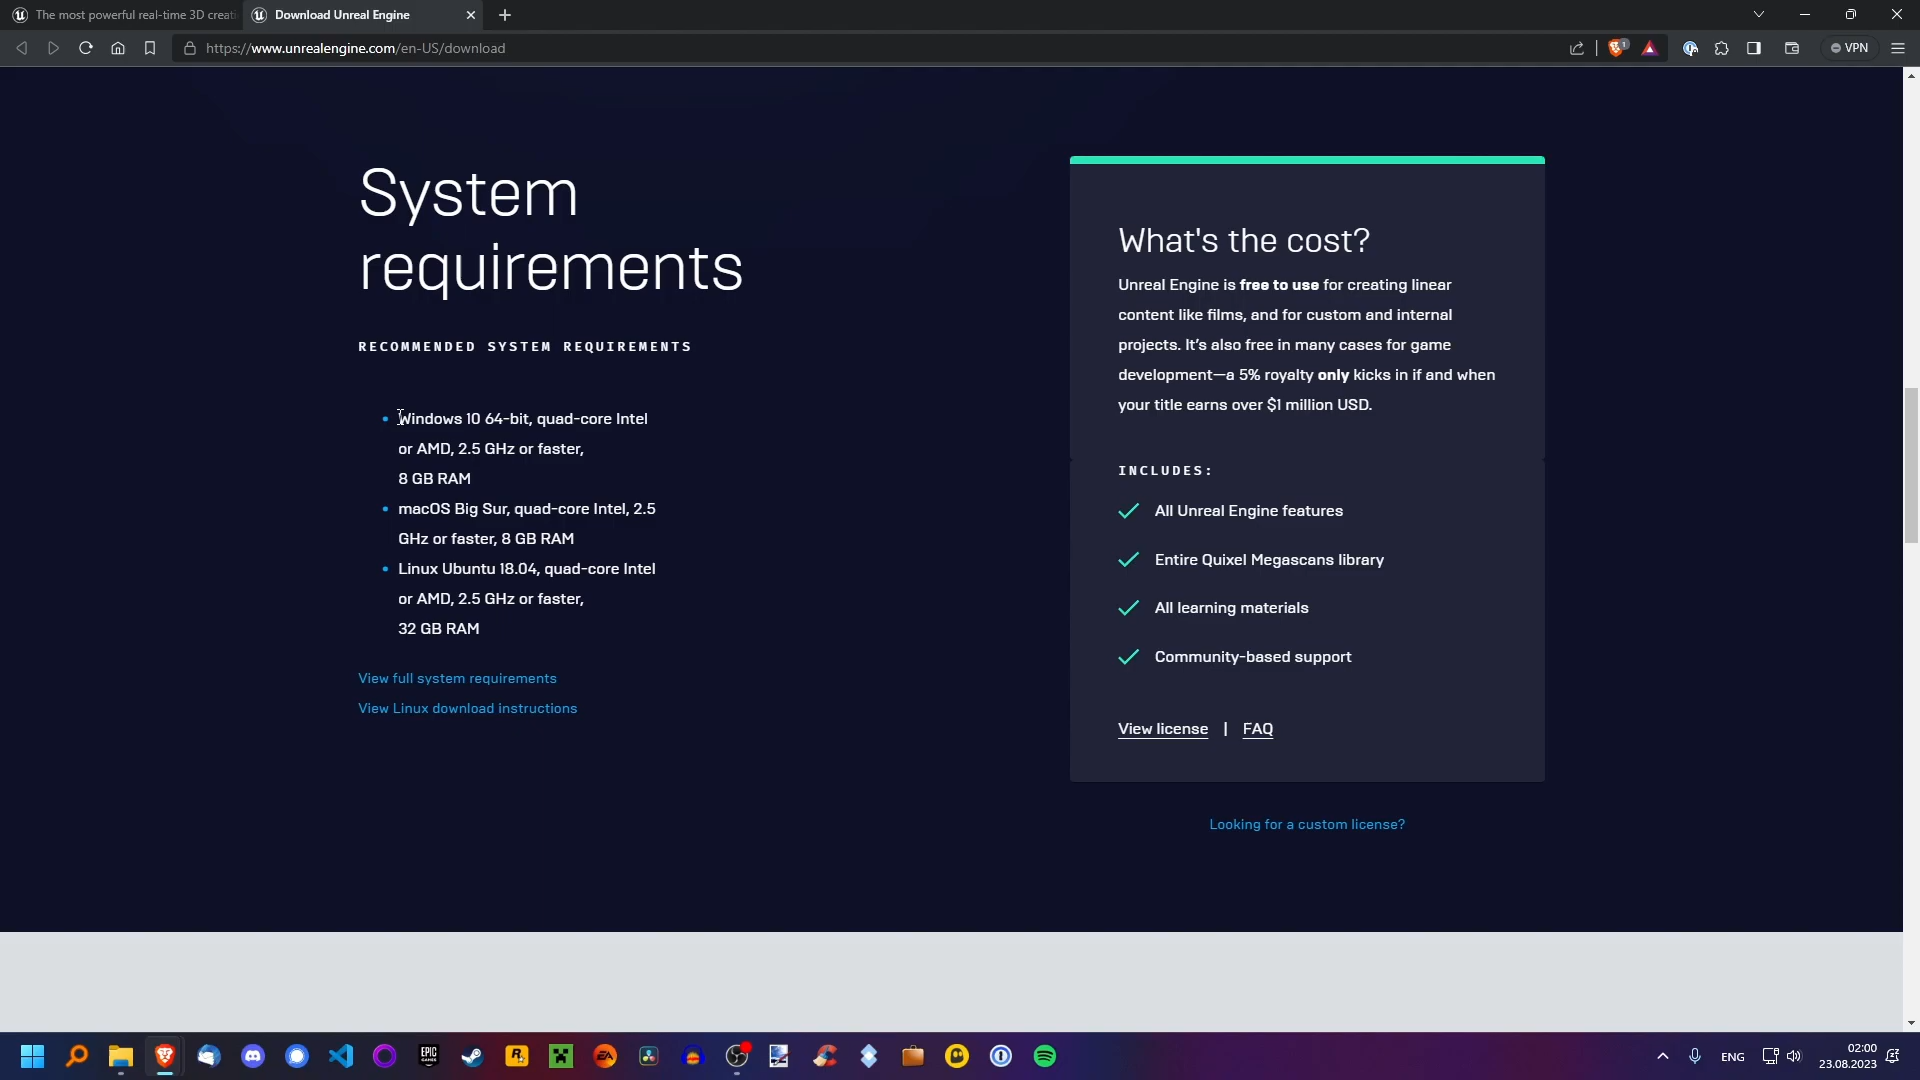 The most powerful real-time 3D creati
Download Unreal Engine
https://www.unrealengine.com/en-US/download
1
VPN
System
requirements
RECOMMENDED SYSTEM REQUIREMENTS
Windows 10 64-bit, quad-core Intel
or AMD, 2.5 GHz or faster,
8 GB RAM
macOS Big Sur, quad-core Intel, 2.5
GHz or faster, 8 GB RAM
Linux Ubuntu 18.04, quad-core Intel
or AMD, 2.5 GHz or faster,
32 GB RAM
View full system requirements
View Linux download instructions
What's the cost?
Unreal Engine is free to use for creating linear
content like films, and for custom and internal
projects. It’s also free in many cases for game
development—a 5% royalty only kicks in if and when
your title earns over $1 million USD.
INCLUDES:
All Unreal Engine features
Entire Quixel Megascans library
All learning materials
Community-based support
View license | FAQ
Looking for a custom license?
EPIC
GAMES
EA
ENG
02:00
23.08.2023